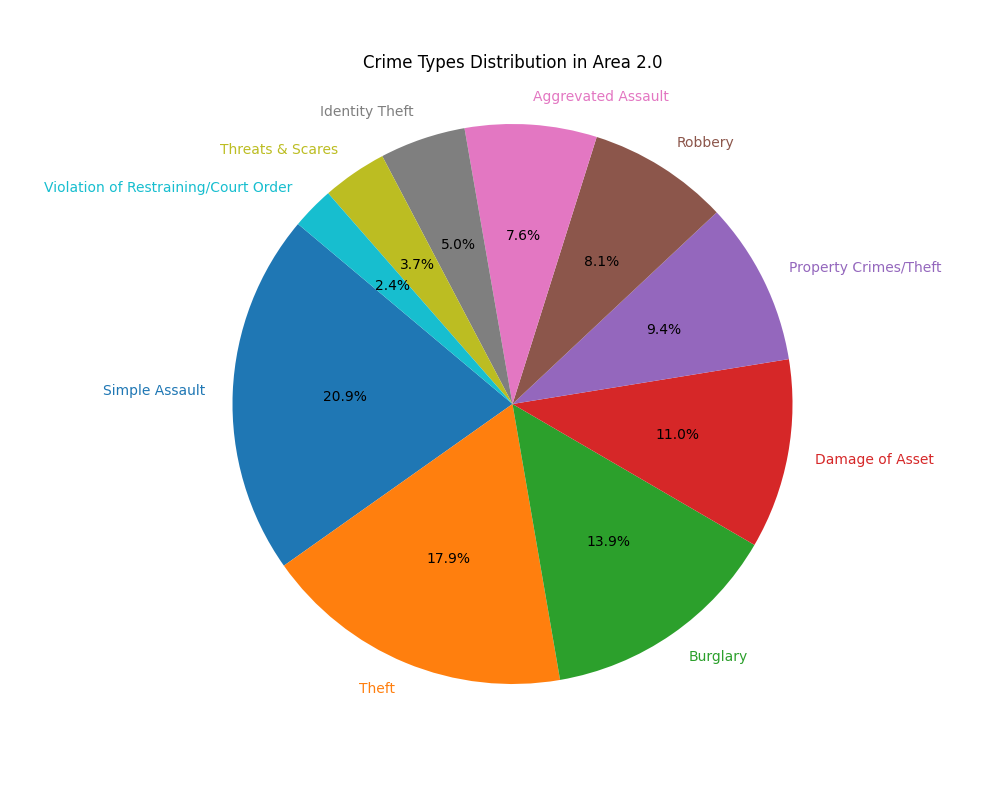 Crime Types Distribution in Area 2.0
Aggrevated Assault
Identity Theft
Robbery
Threats & Scares
Violation of Restraining/Court Order
7.6%
5.0%
8.1%
3.7%
Property Crimes/Theft
2.4%
9.4%
Simple Assault
20.9%
11.0%
Damage of Asset
13.9%
17.9%
Burglary
Theft